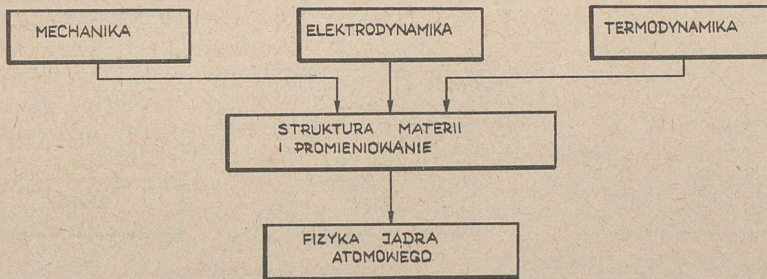 MECHANIKA
ELEKTRODYNAMIKA
TERMODYNAMIKA
STRUKTURA MATERII
I PROMIENIOWANIE
FIZYKA JADRA
ATOMOWEGO